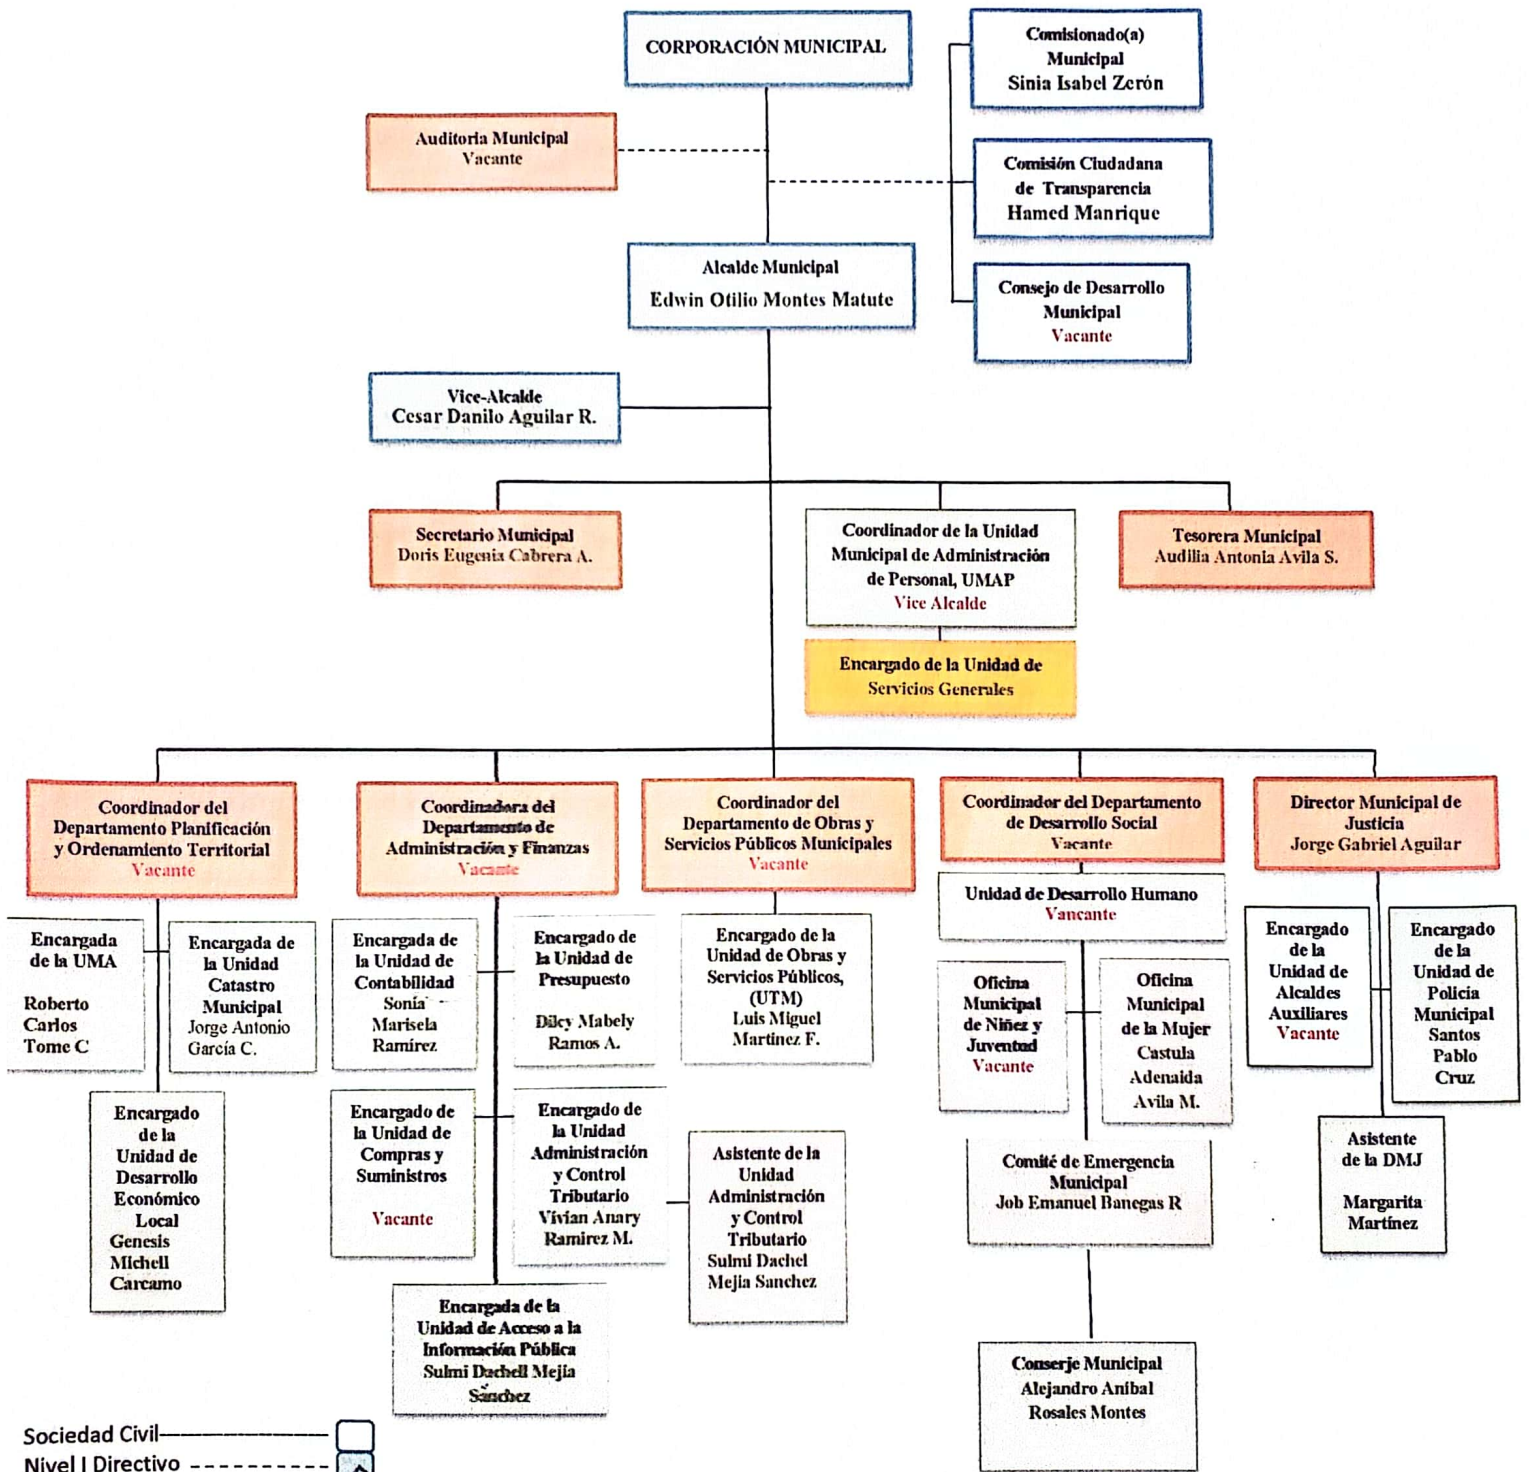 CORPORACIÓN MUNICIPAL
Comisionado(a)
Municipal
Sinia Isabel Zerón
Auditoria Municipal
Vacante
Comisión Ciudadana
de Transparencia
Hamed Manrique
Alcalde Municipal
Edwin Otilio Montes Matute
Consejo de Desarrollo
Municipal
Vacante
Vice-Alcalde
Cesar Danilo Aguilar R.
Secretario Municipal
Doris Eugenia Cabrera A.
Coordinador de la Unidad
Municipal de Administración
de Personal, UMAP
Vice Alcalde
Tesorera Municipal
Audilia Antonia Avila S.
Encargado de la Unidad de
Servicios Generales
Coordinador del
Departamento Planificación
y Ordenamiento Territorial
Vacante
Coordinadora del
Departamento de
Administración y Finanzas
Vacante
Coordinador del
Departamento de Obras y
Servicios Públicos Municipales
Vacante
Coordinador del Departamento
de Desarrollo Social
Vacante
Director Municipal de
Justicia
Jorge Gabriel Aguilar
Unidad de Desarrollo Humano
Vancante
Encargada
de la UMA
Roberto
Carlos
Tome C
Encargada de
la Unidad
Catastro
Municipal
Jorge Antonio
García C.
Encargada de
la Unidad de
Contabilidad
Sonia
Marisela
Ramírez
Encargado de
la Unidad de
Presupuesto
Dilcy Mabely
Ramos A.
Encargado de la
Unidad de Obras y
Servicios Públicos,
(UTM)
Luis Miguel
Martinez F.
Oficina
Municipal
de Niñez y
Juventud
Vacante
Oficina
Municipal
de la Mujer
Castula
Adenaida
Avila M.
Encargado
de la
Unidad de
Alcaldes
Auxiliares
Vacante
Encargado
de la
Unidad de
Policia
Municipal
Santos
Pablo
Cruz
Encargado
de la
Unidad de
Desarrollo
Económico
Local
Genesis
Michell
Carcamo
Encargado de
la Unidad de
Compras y
Suministros
Vacante
Encargado de
la Unidad
Administración
y Control
Tributario
Vivian Anary
Ramirez M.
Asistente de la
Unidad
Administración
y Control
Tributario
Sulmi Dachel
Mejia Sanchez
Comité de Emergencia
Municipal
Job Emanuel Banegas R
Asistente
de la DMJ
Margarita
Martínez
Encargada de la
Unidad de Acceso a la
Información Pública
Sulmi Dachell Mejía
Sánchez
Conserje Municipal
Alejandro Anibal
Rosales Montes
Sociedad Civil
Nivel I Directivo